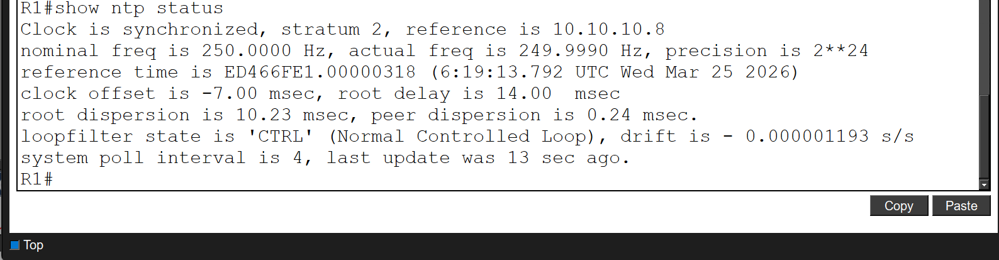 R1#show ntp status
Clock is synchronized, stratum 2, reference is 10.10.10.8
nominal freq is 250.0000 Hz, actual freq is 249.9990 Hz, precision is 2**24
reference time is ED466FE1.00000318 (6:19:13.792 UTC Wed Mar 25 2026)
clock offset is -7.00 msec, root delay is 14.00  msec
root dispersion is 10.23 msec, peer dispersion is 0.24 msec.
loopfilter state is 'CTRL' (Normal Controlled Loop), drift is - 0.000001193 s/s
system poll interval is 4, last update was 13 sec ago.
R1#
Copy Paste
Top